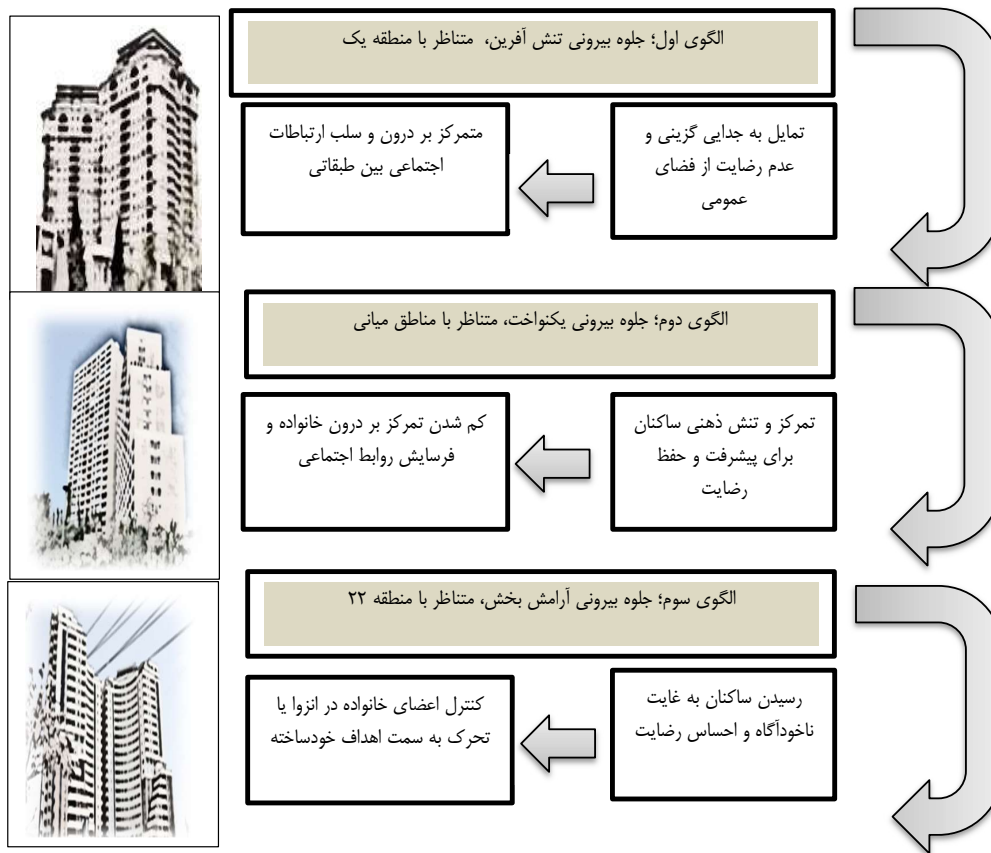 الگوی اول؛ جلوه بیرونی تنش آفرین، متناظر با منطقه یک
تمایل به جدایی گزینی و
عدم رضایت از فضای
عمومی
متمرکز بر درون و سلب ارتباطات
اجتماعی بین طبقاتی
الگوی دوم؛ جلوه بیرونی یکنواخت، متناظر با مناطق میانی
تمرکز و تنش ذهنی ساکنان
برای پیشرفت و حفظ
رضایت
کم شدن تمرکز بر درون خانواده و
فرسایش روابط اجتماعی
الگوی سوم؛ جلوه بیرونی آرامش بخش، متناظر با منطقه ۲۲
رسیدن ساکنان به غایت
ناخودآگاه و احساس رضایت
کنترل اعضای خانواده در انزوا یا
تحرک به سمت اهداف خودساخته